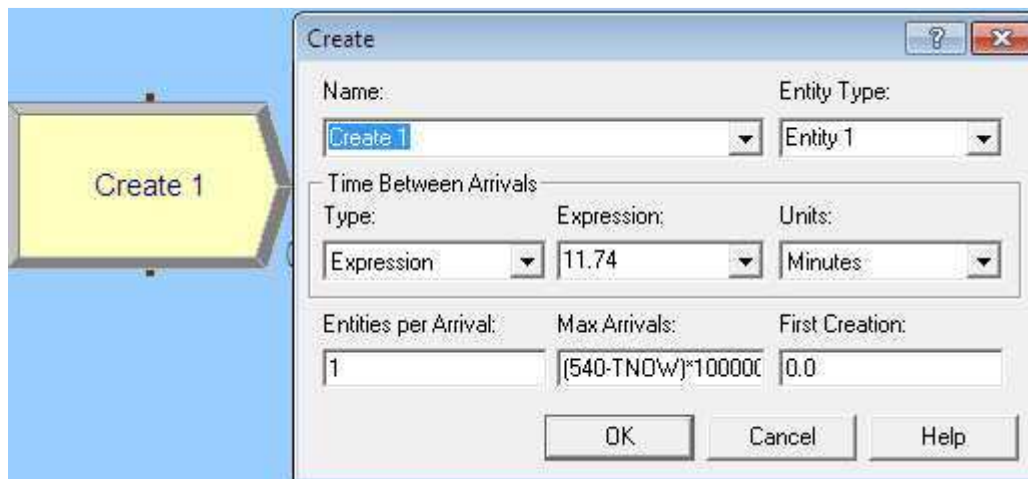 Create
Name:
Entity Type:
Create 1
Entity 1
Create 1
Time Between Arrivals
Type:
Expression:
Units:
Expression
11.74
Minutes
Entities per Arrival:
Max Arrivals:
First Creation:
1
(540-TNOW)*100000
0.0
OK
Cancel
Help